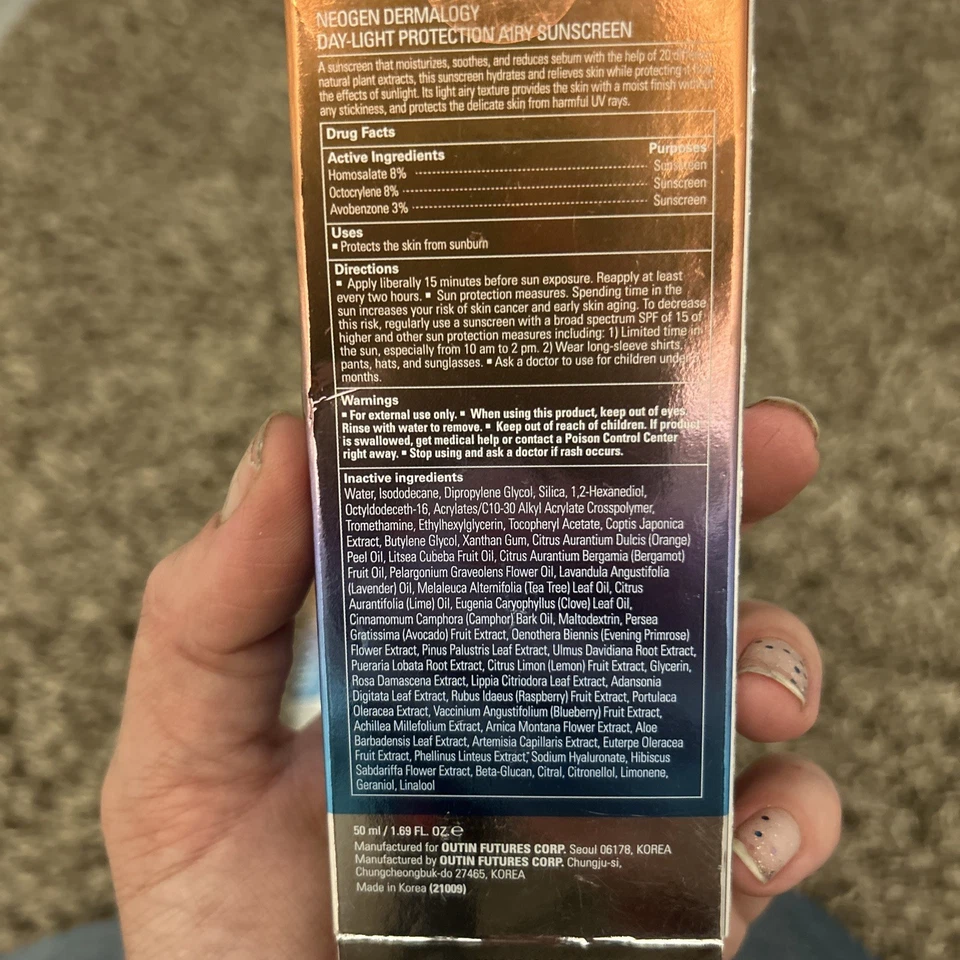 NEOGEN DERMALOGY
DAY-LIGHT PROTECTION AIRY SUNSCREEN
A sunscreen that moisturizes, soothes, and reduces sebum with the help of 20
natural plant extracts, this sunscreen hydrates and relieves skin while protecting
the effects of sunlight. Its light airy texture provides the skin with a moist finish without
any stickiness, and protects the delicate skin from harmful UV rays.
Drug Facts
Active Ingredients Purposes
Homosalate 8% Sunscreen
Octocrylene 8% Sunscreen
Avobenzone 3% Sunscreen
Uses
▪ Protects the skin from sunburn
Directions
▪ Apply liberally 15 minutes before sun exposure. Reapply at least
every two hours. ▪ Sun protection measures. Spending time in the
sun increases your risk of skin cancer and early skin aging. To decrease
this risk, regularly use a sunscreen with a broad spectrum SPF of 15 of
higher and other sun protection measures including: 1) Limited time in
the sun, especially from 10 am to 2 pm. 2) Wear long-sleeve shirts,
pants, hats, and sunglasses. ▪ Ask a doctor to use for children under
months.
Warnings
▪ For external use only. ▪ When using this product, keep out of eyes.
Rinse with water to remove. ▪ Keep out of reach of children. If product
is swallowed, get medical help or contact a Poison Control Center
right away. ▪ Stop using and ask a doctor if rash occurs.
Inactive ingredients
Water, Isododecane, Dipropylene Glycol, Silica, 1,2-Hexanediol,
Octyldodeceth-16, Acrylates/C10-30 Alkyl Acrylate Crosspolymer,
Tromethamine, Ethylhexylglycerin, Tocopheryl Acetate, Coptis Japonica
Extract, Butylene Glycol, Xanthan Gum, Citrus Aurantium Dulcis (Orange)
Peel Oil, Litsea Cubeba Fruit Oil, Citrus Aurantium Bergamia (Bergamot)
Fruit Oil, Pelargonium Graveolens Flower Oil, Lavandula Angustifolia
(Lavender) Oil, Melaleuca Alternifolia (Tea Tree) Leaf Oil, Citrus
Aurantifolia (Lime) Oil, Eugenia Caryophyllus (Clove) Leaf Oil,
Cinnamomum Camphora (Camphor) Bark Oil, Maltodextrin, Persea
Gratissima (Avocado) Fruit Extract, Oenothera Biennis (Evening Primrose)
Flower Extract, Pinus Palustris Leaf Extract, Ulmus Davidiana Root Extract,
Pueraria Lobata Root Extract, Citrus Limon (Lemon) Fruit Extract, Glycerin,
Rosa Damascena Extract, Lippia Citriodora Leaf Extract, Adansonia
Digitata Leaf Extract, Rubus Idaeus (Raspberry) Fruit Extract, Portulaca
Oleracea Extract, Vaccinium Angustifolium (Blueberry) Fruit Extract,
Achillea Millefolium Extract, Arnica Montana Flower Extract, Aloe
Barbadensis Leaf Extract, Artemisia Capillaris Extract, Euterpe Oleracea
Fruit Extract, Phellinus Linteus Extract, Sodium Hyaluronate, Hibiscus
Sabdariffa Flower Extract, Beta-Glucan, Citral, Citronellol, Limonene,
Geraniol, Linalool
50 ml / 1.69 FL. OZ. ℮
Manufactured for OUTIN FUTURES CORP. Seoul 06178, KOREA
Manufactured by OUTIN FUTURES CORP. Chungju-si,
Chungcheongbuk-do 27465, KOREA
Made in Korea (21009)